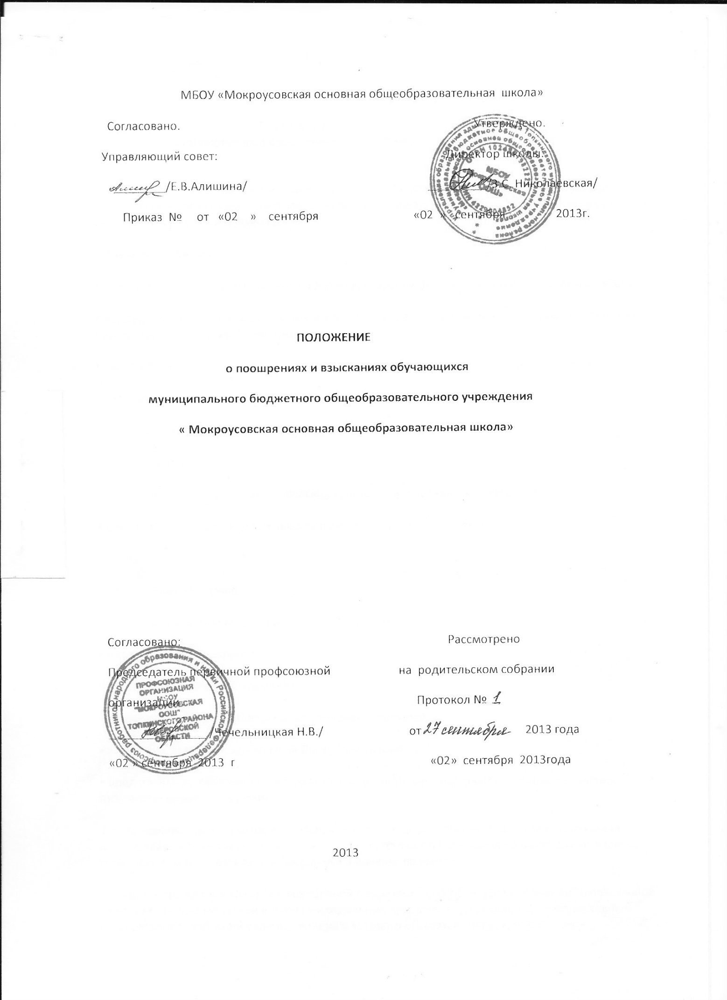 МБОУ «Мокроусовская основная общеобразовательная школа»
Согласовано. Утверждено.
Управляющий совет: Директор школы:
/Е.В.Алишина/ /З.С. Николаевская/
Приказ № от «02 » сентября «02 » сентября 2013г.
МБОУ
ПОЛОЖЕНИЕ
о поошрениях и взысканиях обучающихся
муниципального бюджетного общеобразовательного учреждения
« Мокроусовская основная общеобразовательная школа»
Согласовано: Рассмотрено
Председатель первичной профсоюзной на родительском собрании
организации Протокол № 1
/Чечельницкая Н.В./ от 27 сентября 2013 года
«02 » сентября 2013 г «02» сентября 2013года
ПРОФСОЮЗНАЯ
ОРГАНИЗАЦИЯ
МБОУ
"МОКРОУСОВСКАЯ
ООШ"
ТОПКИНСКОГО РАЙОНА
КЕМЕРОВСКОЙ
ОБЛАСТИ
2013